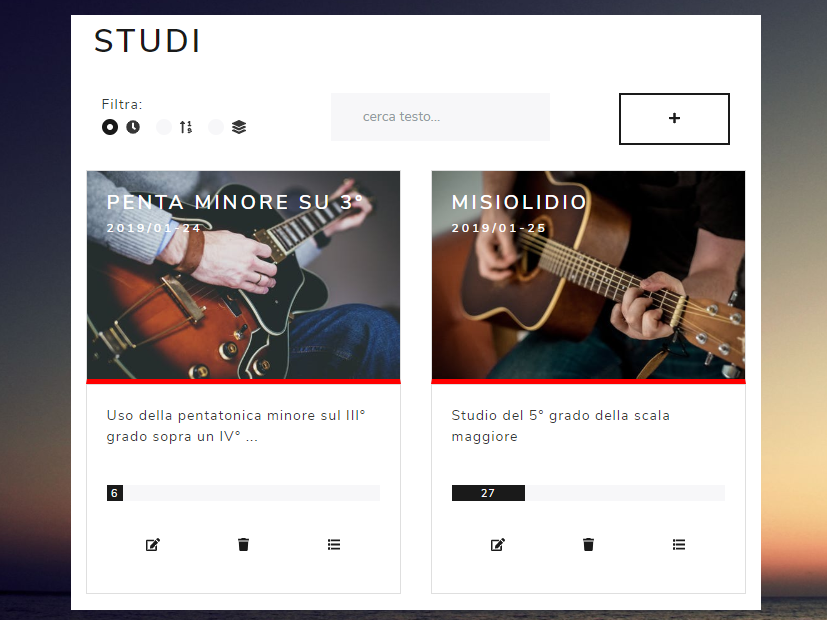 STUDI
Filtra:
cerca testo...
+
PENTA MINORE SU 3°
2019/01-24
MISIOLIDIO
2019/01-25
Uso della pentatonica minore sul III°
grado sopra un IV° ...
Studio del 5° grado della scala
maggiore
6
27